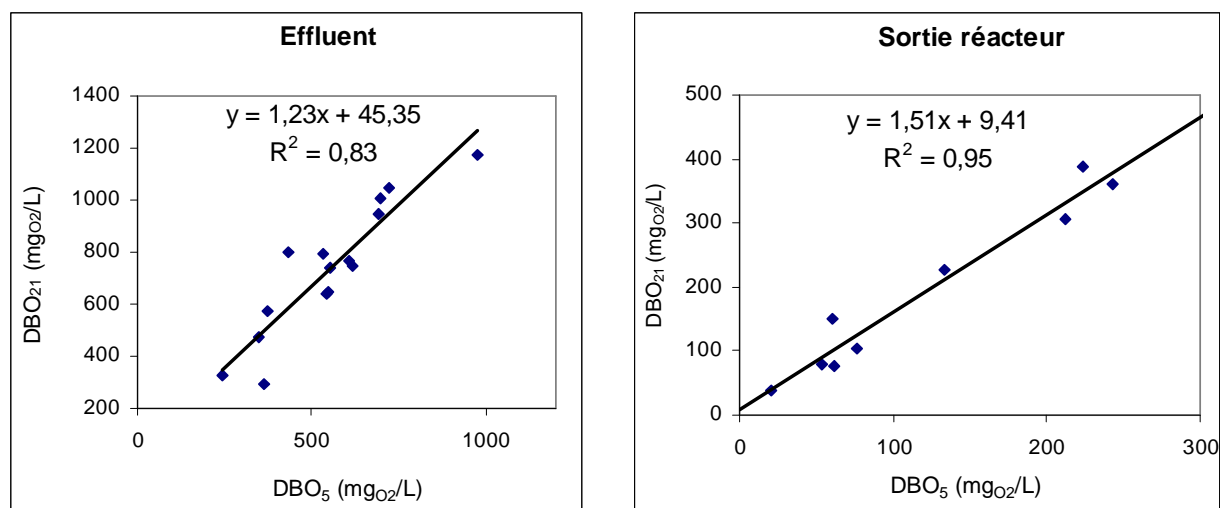 Effluent
y = 1,23x + 45,35
R² = 0,83
1400
1200
1000
800
600
400
200
0
500
1000
DBO₂₁ (mgO₂/L)
DBO₅ (mgO₂/L)
Sortie réacteur
y = 1,51x + 9,41
R² = 0,95
500
400
300
200
100
0
0
100
200
300
DBO₂₁ (mgO₂/L)
DBO₅ (mgO₂/L)